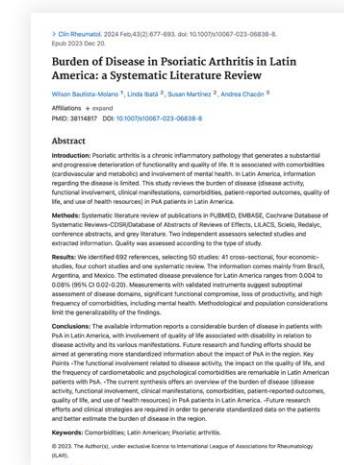 > Clin Rheumatol. 2024 Feb;43(2):677-693. doi: 10.1007/s10067-023-06838-8.
Epub 2023 Dec 20.
Burden of Disease in Psoriatic Arthritis in Latin
America: a Systematic Literature Review
Wilson Bautista-Molano 1, Linda Ibatá 2, Susan Martínez 2, Andrea Chacón 3
Affiliations + expand
PMID: 38114817 DOI: 10.1007/s10067-023-06838-8
Abstract
Introduction: Psoriatic arthritis is a chronic inflammatory pathology that generates a substantial
and progressive deterioration of functionality and quality of life. It is associated with comorbidities
(cardiovascular and metabolic) and involvement of mental health. In Latin America, information
regarding the disease is limited. This study reviews the burden of disease (disease activity,
functional involvement, clinical manifestations, comorbidities, patient-reported outcomes, quality of
life, and use of health resources) in PsA patients in Latin America.
Methods: Systematic literature review of publications in PUBMED, EMBASE, Cochrane Database of
Systematic Reviews-CDSR/Database of Abstracts of Reviews of Effects, LILACS, Scielo, Redalyc,
conference abstracts, and grey literature. Two independent assessors selected studies and
extracted information. Quality was assessed according to the type of study.
Results: We identified 692 references, selecting 50 studies: 41 cross-sectional, four economic-
studies, four cohort studies and one systematic review. The information comes mainly from Brazil,
Argentina, and Mexico. The estimated disease prevalence for Latin America ranges from 0.004 to
0.08% (95% CI 0.02-0.20). Measurements with validated instruments suggest suboptimal
assessment of disease domains, significant functional compromise, loss of productivity, and high
frequency of comorbidities, including mental health. Methodological and population considerations
limit the generalizability of the findings.
Conclusions: The available information reports a considerable burden of disease in patients with
PsA in Latin America, with involvement of quality of life associated with disability in relation to
disease activity and its various manifestations. Future research and funding efforts should be
aimed at generating more standardized information about the impact of PsA in the region. Key
Points -The functional involvement related to disease activity, the impact on the quality of life, and
the frequency of cardiometabolic and psychological comorbidities are remarkable in Latin American
patients with PsA. -The current synthesis offers an overview of the burden of disease (disease
activity, functional involvement, clinical manifestations, comorbidities, patient-reported outcomes,
quality of life, and use of health resources) in PsA patients in Latin America. -Future research
efforts and clinical strategies are required in order to generate standardized data on the patients
and better estimate the burden of disease in the region.
Keywords: Comorbidities; Latin American; Psoriatic arthritis.
© 2023. The Author(s), under exclusive licence to International League of Associations for Rheumatology
(ILAR).